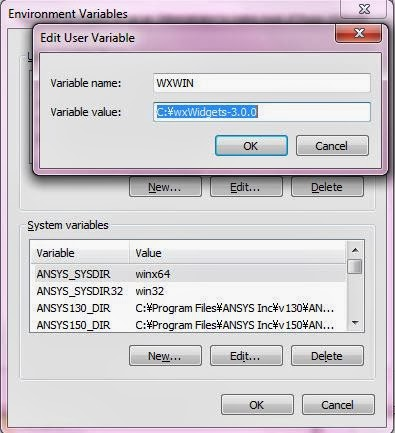 Environment Variables
Edit User Variable
Variable name:
WXWIN
Variable value:
C:¥wxWidgets-3.0.0
OK
Cancel
New...
Edit...
Delete
System variables
Variable
Value
ANSYS_SYSDIR
winx64
ANSYS_SYSDIR32
win32
ANSYS130_DIR
C:¥Program Files¥ANSYS Inc¥v130¥AN...
ANSYS150_DIR
C:¥Program Files¥ANSYS Inc¥v150¥AN...
New...
Edit...
Delete
OK
Cancel